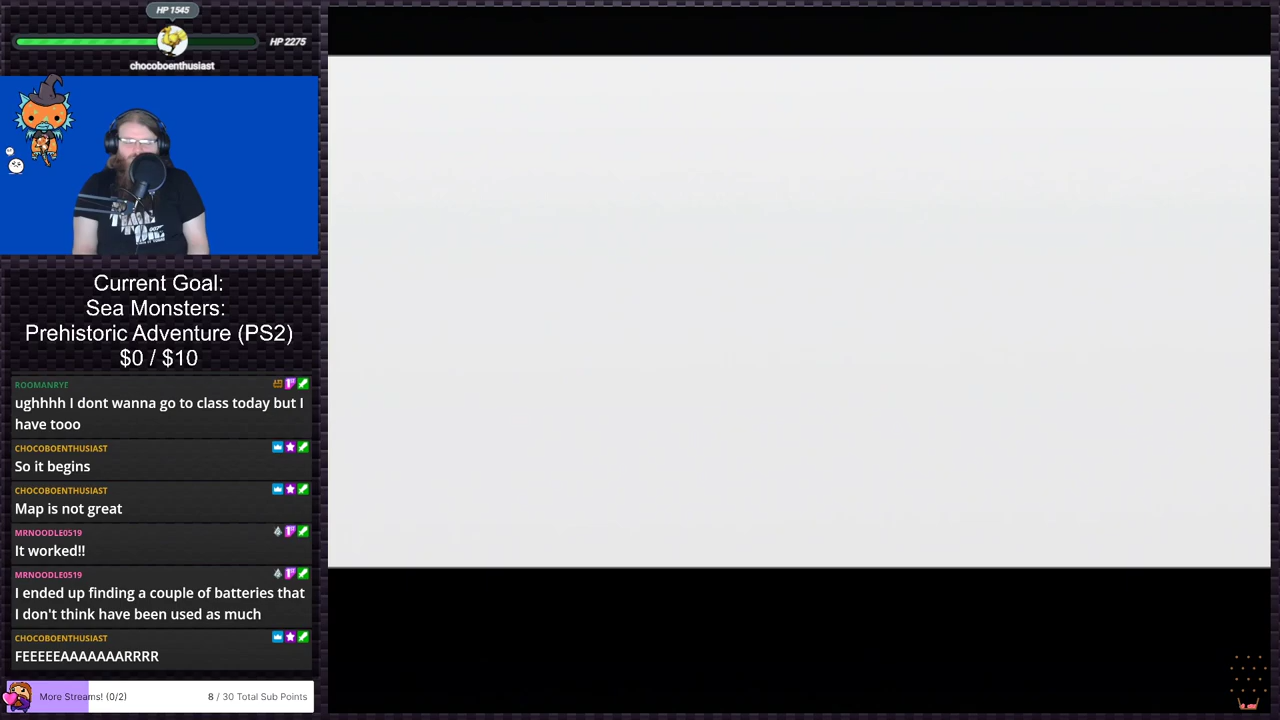 HP 1545
HP 2275
chocoboenthusiast
007
Current Goal:
Sea Monsters:
Prehistoric Adventure (PS2)
$0 / $10
ROOMANRYE
ughhhh I dont wanna go to class today but I
have tooo
CHOCOBOENTHUSIAST
So it begins
CHOCOBOENTHUSIAST
Map is not great
MRNOODLE0519
It worked!!
MRNOODLE0519
I ended up finding a couple of batteries that
I don't think have been used as much
CHOCOBOENTHUSIAST
FEEEEEAAAAAAARRRR
More Streams! (0/2)
8 / 30 Total Sub Points